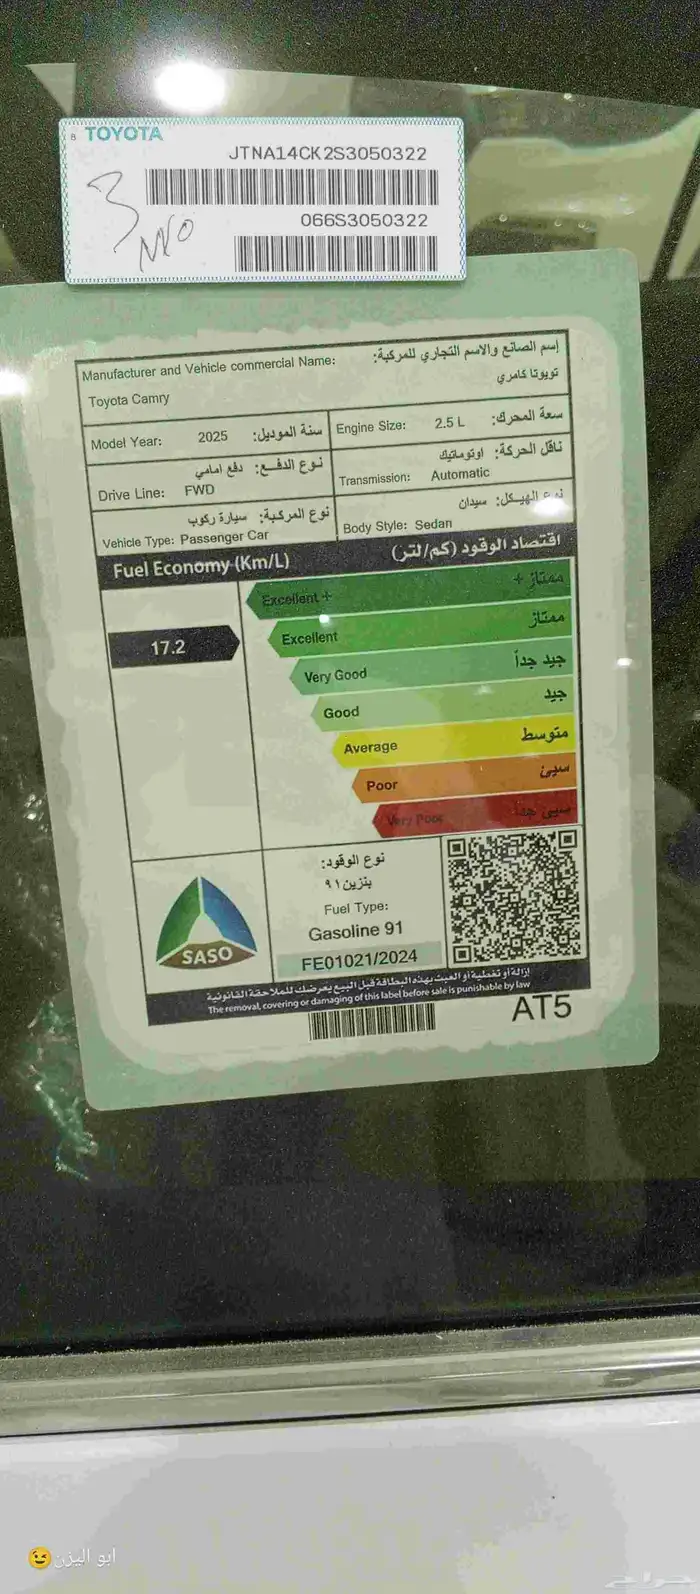 8 TOYOTA
JTNA14CK2S3050322
3
066S3050322
Manufacturer and Vehicle commercial Name:
إسم الصانع والاسم التجاري للمركبة:
Toyota Camry
تويوتا كامري
Model Year: 2025 سنة الموديل:
Engine Size: 2.5 L سعة المحرك:
نوع الدفع: دفع امامي
Drive Line: FWD
ناقل الحركة: اوتوماتيك
Transmission: Automatic
نوع المركبة: سيارة ركوب
Vehicle Type: Passenger Car
نوع الهيكل: سيدان
Body Style: Sedan
Fuel Economy (Km/L)
اقتصاد الوقود (كم/لتر)
17.2
Excellent + ممتاز +
Excellent ممتاز
Very Good جيد جداً
Good جيد
Average متوسط
Poor سيئ
Very Poor سيئ جداً
SASO
نوع الوقود:
بنزين ٩١
Fuel Type:
Gasoline 91
FE01021/2024
إزالة أو تغطية أو العبث بهذه البطاقة قبل البيع يعرضك للملاحقة القانونية
The removal, covering or damaging of this label before sale is punishable by law
AT5
ابو اليزن
حراج